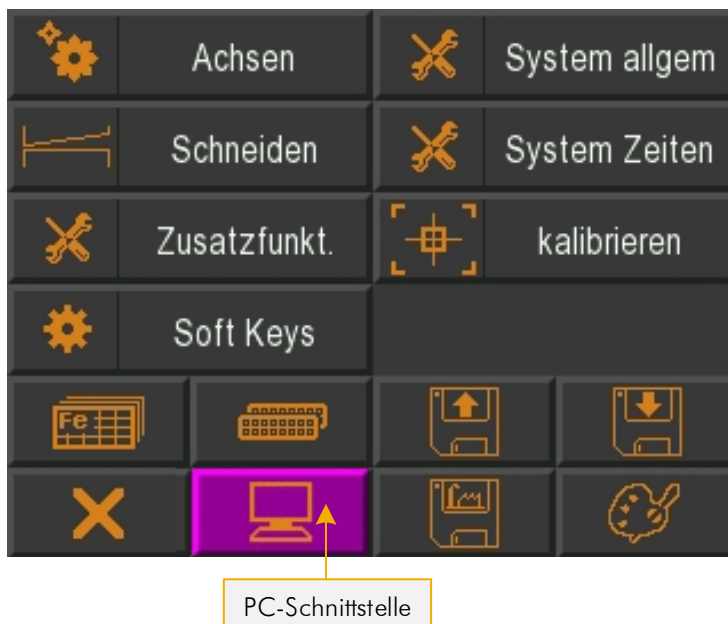 Achsen
System allgem
Schneiden
System Zeiten
Zusatzfunkt.
kalibrieren
Soft Keys
Fe
PC-Schnittstelle